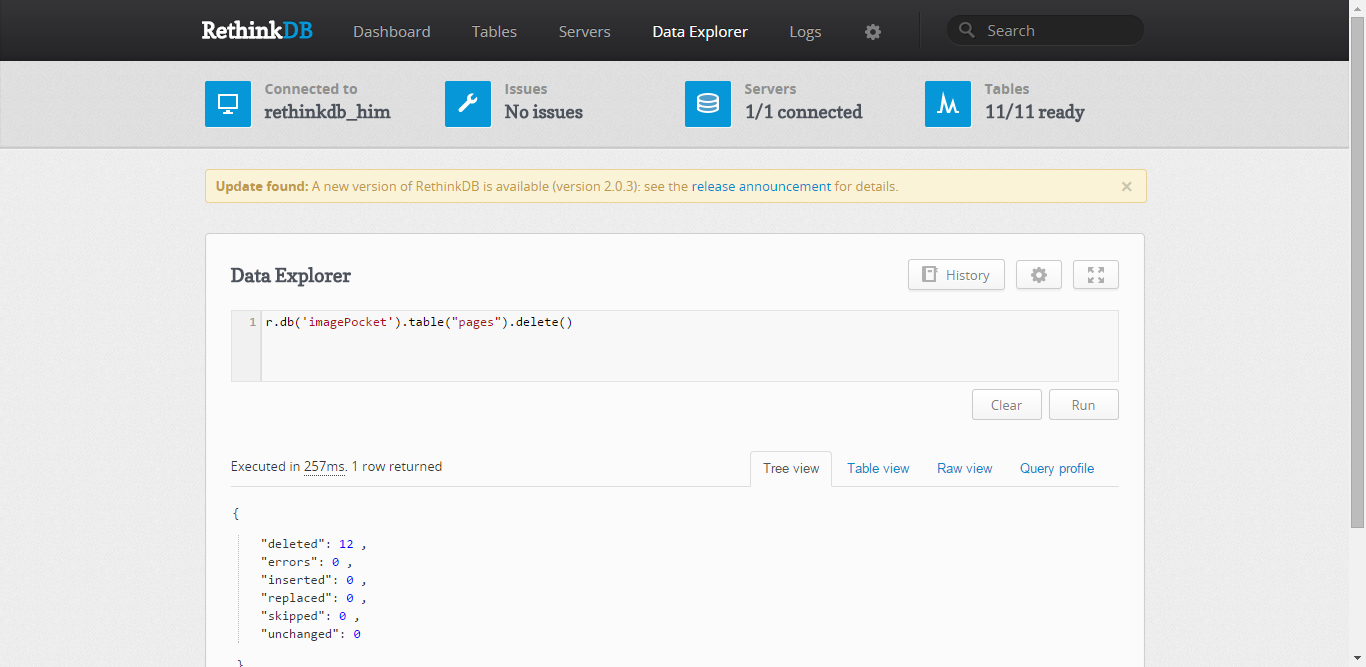 RethinkDB Dashboard Tables Servers Data Explorer Logs Search
Connected to Issues Servers Tables
rethinkdb_him No issues 1/1 connected 11/11 ready
Update found: A new version of RethinkDB is available (version 2.0.3): see the release announcement for details. ×
Data Explorer History
1 r.db('imagePocket').table("pages").delete()
Clear Run
Executed in 257ms. 1 row returned Tree view Table view Raw view Query profile
{
"deleted": 12 ,
"errors": 0 ,
"inserted": 0 ,
"replaced": 0 ,
"skipped": 0 ,
"unchanged": 0
}